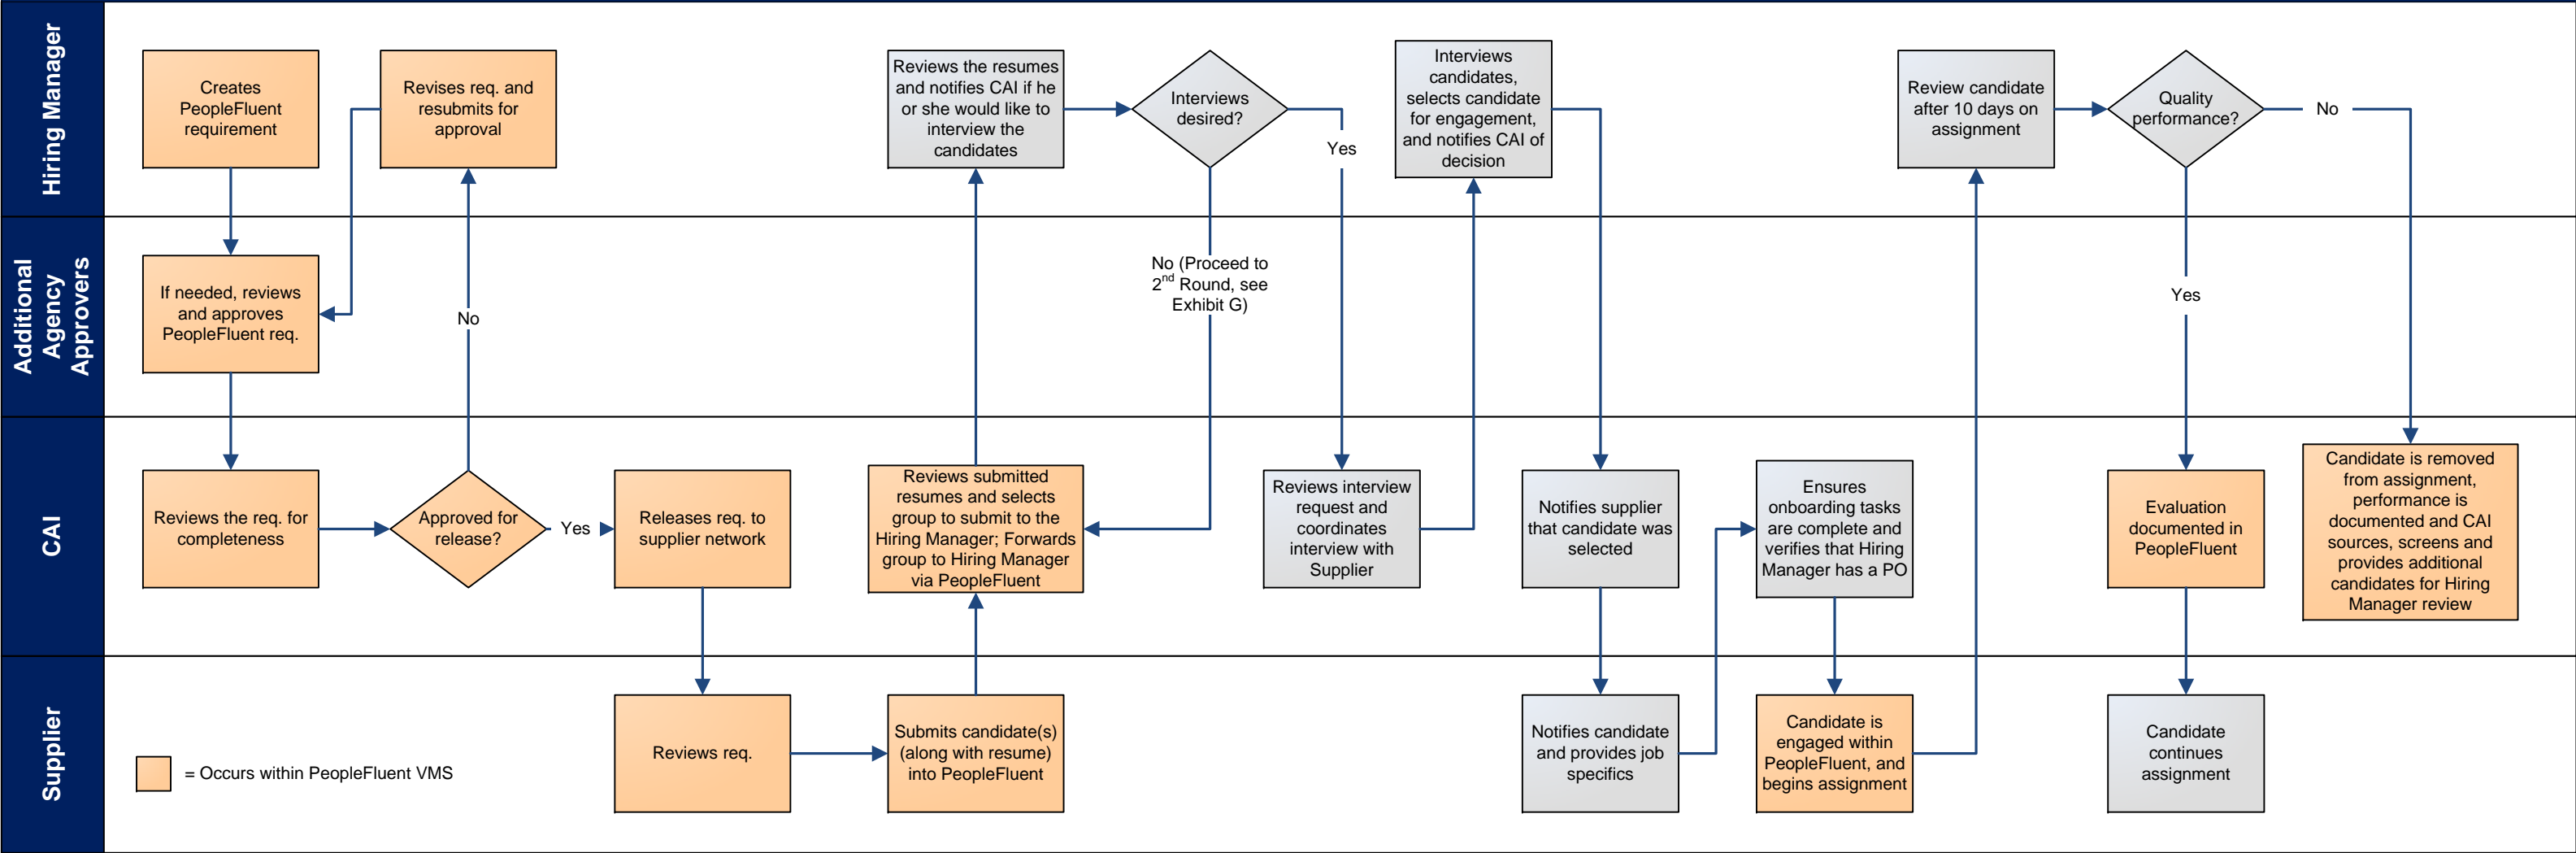 Hiring Manager
Creates
PeopleFluent
requirement
Revises req. and
resubmits for
approval
Reviews the resumes
and notifies CAI if he
or she would like to
interview the
candidates
Interviews
desired?
Yes
Interviews
candidates,
selects candidate
for engagement,
and notifies CAI of
decision
Review candidate
after 10 days on
assignment
Quality
performance?
No
Additional
Agency
Approvers
If needed, reviews
and approves
PeopleFluent req.
No
No (Proceed to
2nd Round, see
Exhibit G)
Yes
CAI
Reviews the req. for
completeness
Approved for
release?
Yes
Releases req. to
supplier network
Reviews submitted
resumes and selects
group to submit to the
Hiring Manager; Forwards
group to Hiring Manager
via PeopleFluent
Reviews interview
request and
coordinates
interview with
Supplier
Notifies supplier
that candidate was
selected
Ensures
onboarding tasks
are complete and
verifies that Hiring
Manager has a PO
Evaluation
documented in
PeopleFluent
Candidate is removed
from assignment,
performance is
documented and CAI
sources, screens and
provides additional
candidates for Hiring
Manager review
Supplier
= Occurs within PeopleFluent VMS
Reviews req.
Submits candidate(s)
(along with resume)
into PeopleFluent
Notifies candidate
and provides job
specifics
Candidate is
engaged within
PeopleFluent, and
begins assignment
Candidate
continues
assignment